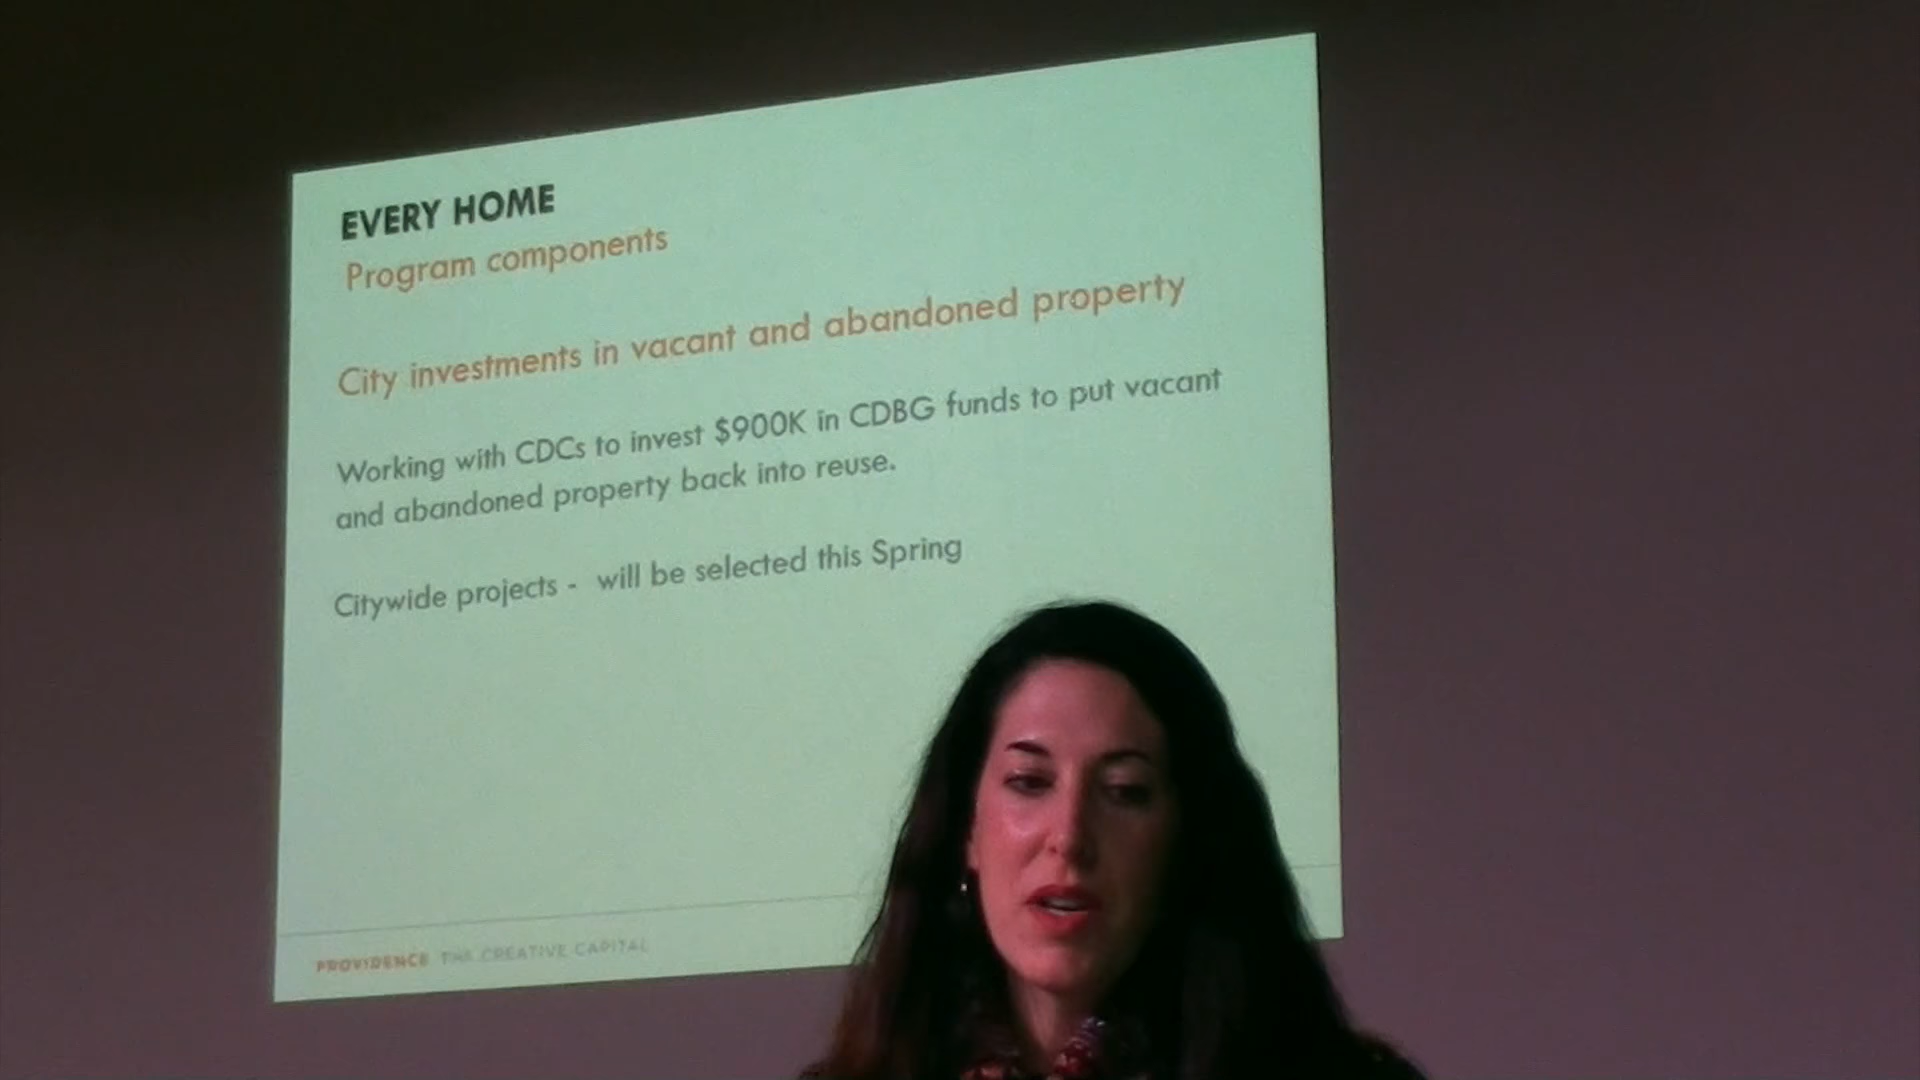 EVERY HOME
Program components
City investments in vacant and abandoned property
Working with CDCs to invest $900K in CDBG funds to put vacant
and abandoned property back into reuse.
Citywide projects - will be selected this Spring
PROVIDENCE THE CREATIVE CAPITAL